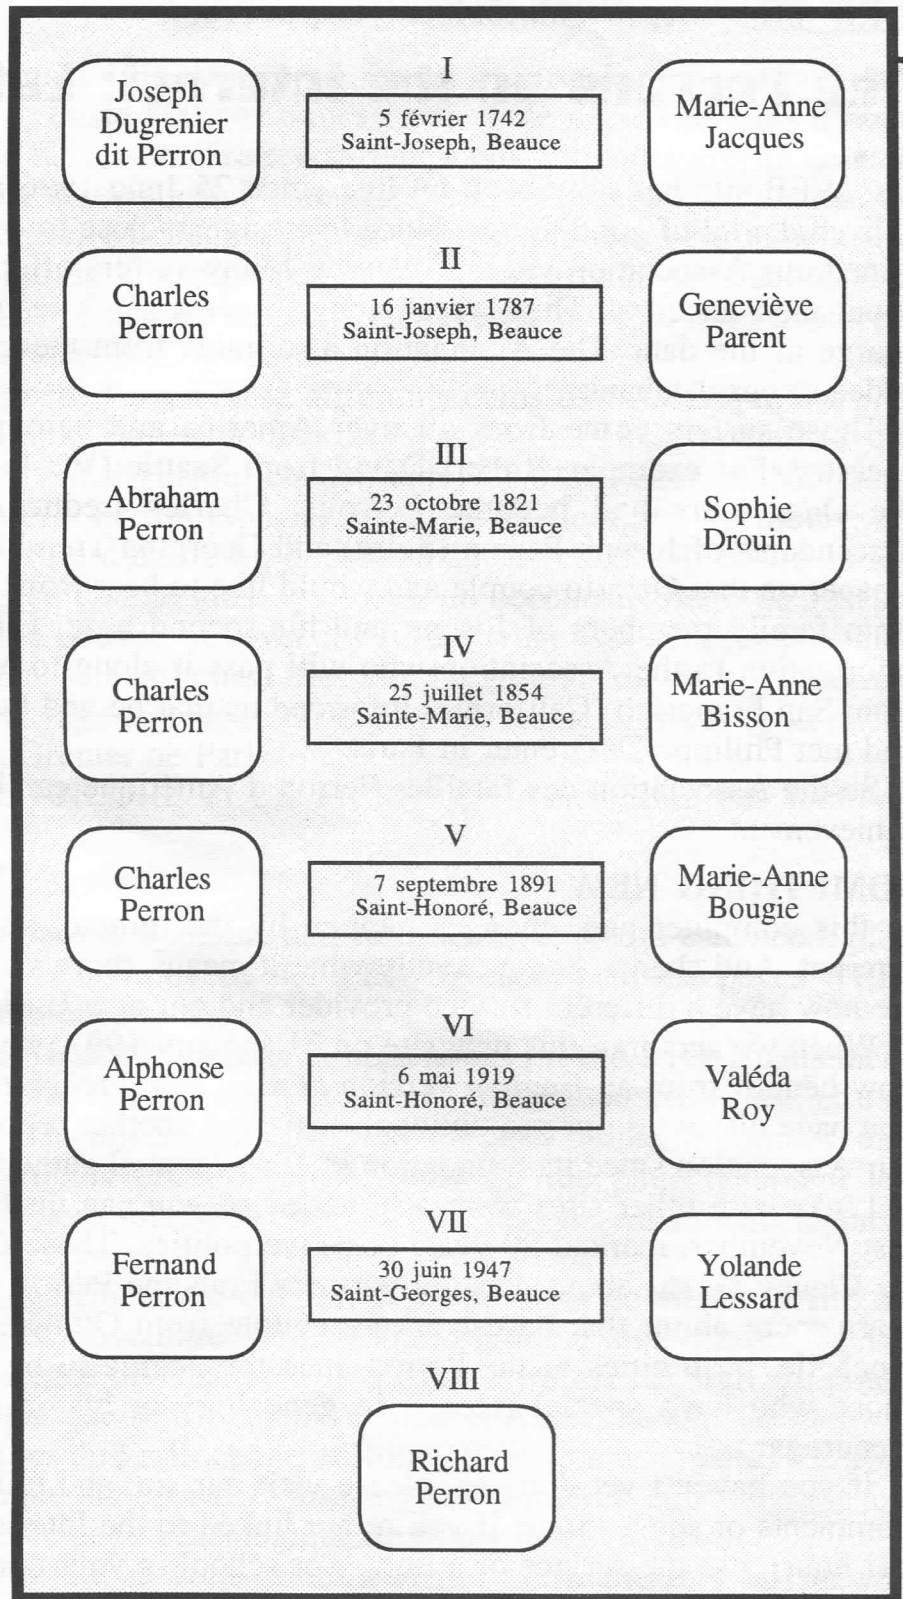 I
Joseph
Dugrenier
dit Perron
5 février 1742
Saint-Joseph, Beauce
Marie-Anne
Jacques
II
Charles
Perron
16 janvier 1787
Saint-Joseph, Beauce
Geneviève
Parent
III
Abraham
Perron
23 octobre 1821
Sainte-Marie, Beauce
Sophie
Drouin
IV
Charles
Perron
25 juillet 1854
Sainte-Marie, Beauce
Marie-Anne
Bisson
V
Charles
Perron
7 septembre 1891
Saint-Honoré, Beauce
Marie-Anne
Bougie
VI
Alphonse
Perron
6 mai 1919
Saint-Honoré, Beauce
Valéda
Roy
VII
Fernand
Perron
30 juin 1947
Saint-Georges, Beauce
Yolande
Lessard
VIII
Richard
Perron